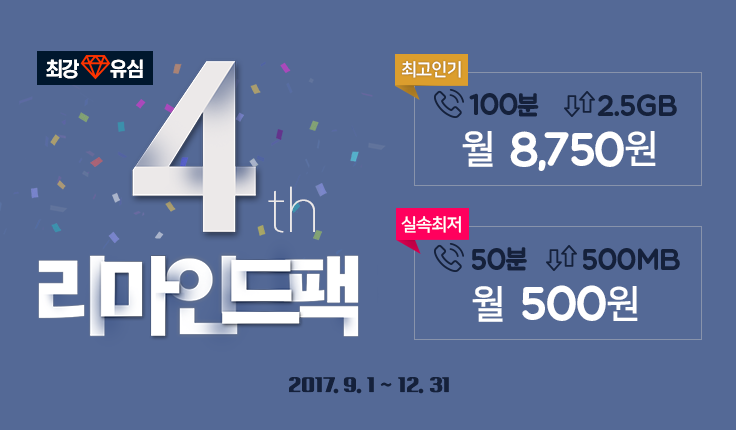 최강 유심
4th
리마인드팩
최고인기
100분 2.5GB
월 8,750원
실속최저
50분 500MB
월 500원
2017. 9. 1 ~ 12. 31